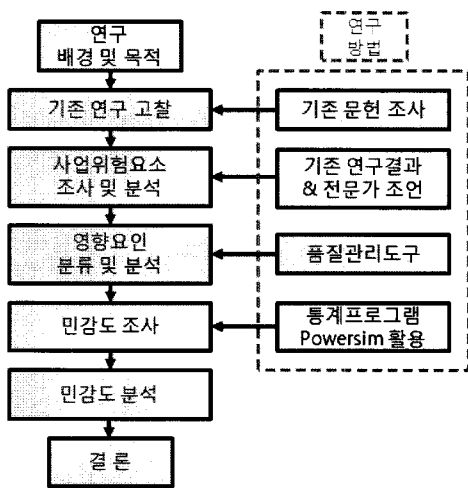 연구
배경 및 목적
기존 연구 고찰
사업위험요소
조사 및 분석
영향요인
분류 및 분석
민감도 조사
민감도 분석
결 론
연구
방법
기존 문헌 조사
기존 연구결과
& 전문가 조언
품질관리도구
통계프로그램
Powersim 활용